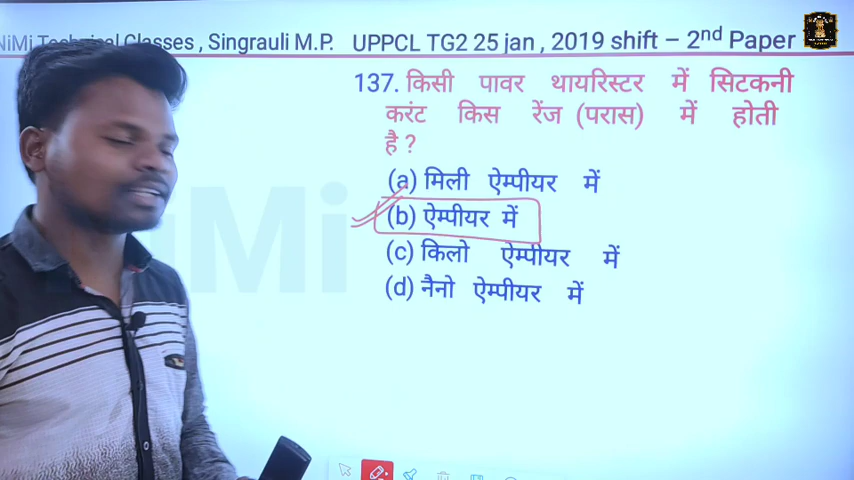 NiMi Technical Classes , Singrauli M.P. UPPCL TG2 25 jan , 2019 shift – 2nd Paper
137. किसी पावर थायरिस्टर में सिटकनी
करंट किस रेंज (परास) में होती
है ?
(a) मिली ऐम्पीयर में
(b) ऐम्पीयर में
(c) किलो ऐम्पीयर में
(d) नैनो ऐम्पीयर में